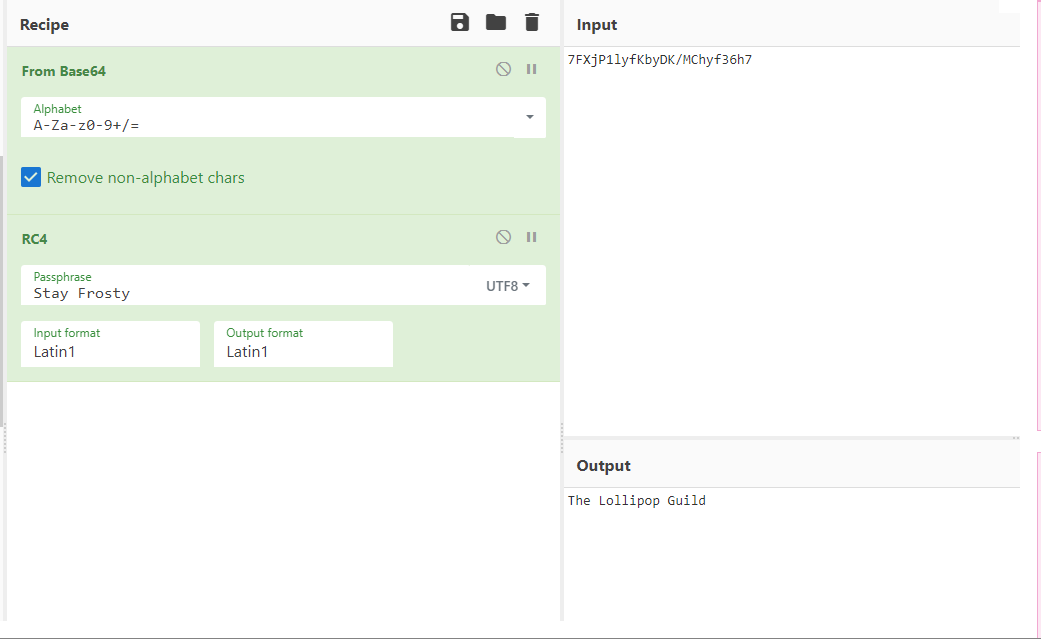 Recipe
From Base64
Alphabet
A-Za-z0-9+/=
Remove non-alphabet chars
RC4
Passphrase
Stay Frosty
UTF8
Input format
Latin1
Output format
Latin1
Input
7FXjP1lyfKbyDK/MChyf36h7
Output
The Lollipop Guild